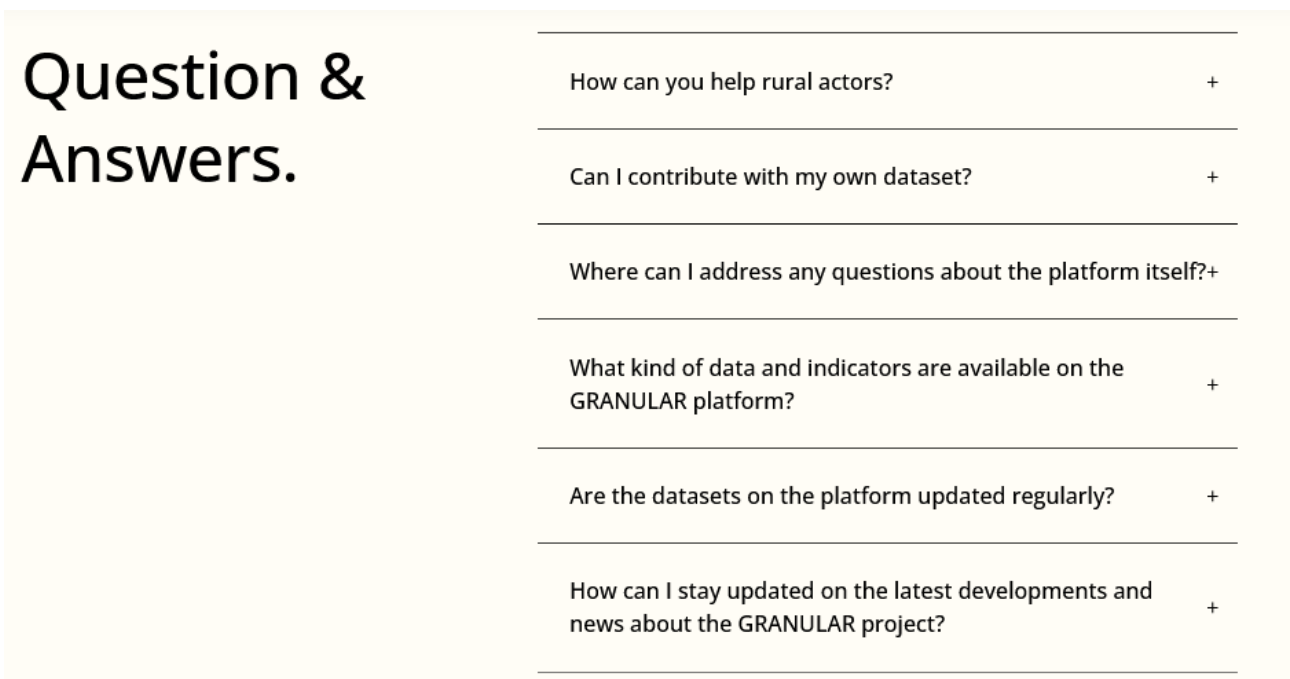 Question &
Answers.
How can you help rural actors? +
Can I contribute with my own dataset? +
Where can I address any questions about the platform itself?+
What kind of data and indicators are available on the
GRANULAR platform? +
Are the datasets on the platform updated regularly? +
How can I stay updated on the latest developments and
news about the GRANULAR project? +